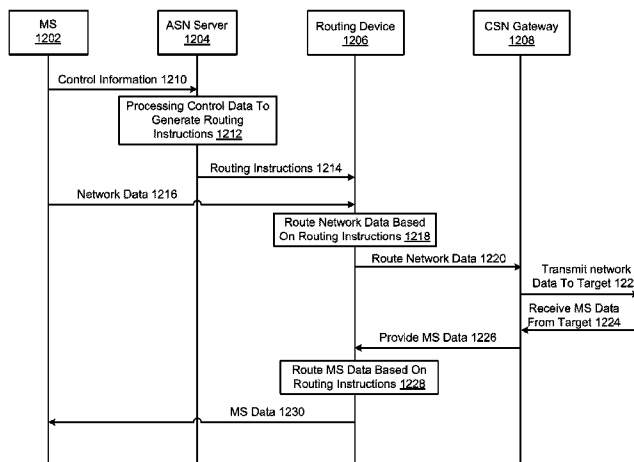 MS
1202
ASN Server
1204
Routing Device
1206
CSN Gateway
1208
Control Information 1210
Processing Control Data To
Generate Routing
Instructions 1212
Routing Instructions 1214
Network Data 1216
Route Network Data Based
On Routing Instructions 1218
Route Network Data 1220
Transmit network
Data To Target 122
Receive MS Data
From Target 1224
Provide MS Data 1226
Route MS Data Based On
Routing Instructions 1228
MS Data 1230